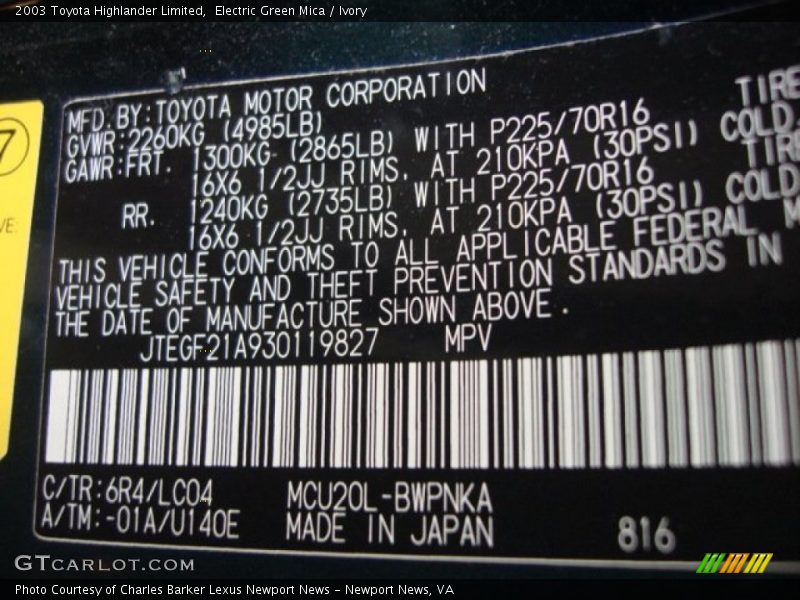 2003 Toyota Highlander Limited, Electric Green Mica / Ivory
MFD. BY: TOYOTA MOTOR CORPORATION
GVWR: 2260KG (4985LB)
GAWR: FRT. 1300KG (2865LB) WITH P225/70R16 TIRE
16X6 1/2JJ RIMS, AT 210KPA (30PSI) COLD.
RR. 1240KG (2735LB) WITH P225/70R16
16X6 1/2JJ RIMS, AT 210KPA (30PSI) COLD
THIS VEHICLE CONFORMS TO ALL APPLICABLE FEDERAL M
VEHICLE SAFETY AND THEFT PREVENTION STANDARDS IN
THE DATE OF MANUFACTURE SHOWN ABOVE.
JTEGF21A930119827 MPV
C/TR: 6R4/LC04 MCU20L-BWPNKA
A/TM: -01A/U140E MADE IN JAPAN
816
7
VE:
GTCARLOT.COM
Photo Courtesy of Charles Barker Lexus Newport News - Newport News, VA